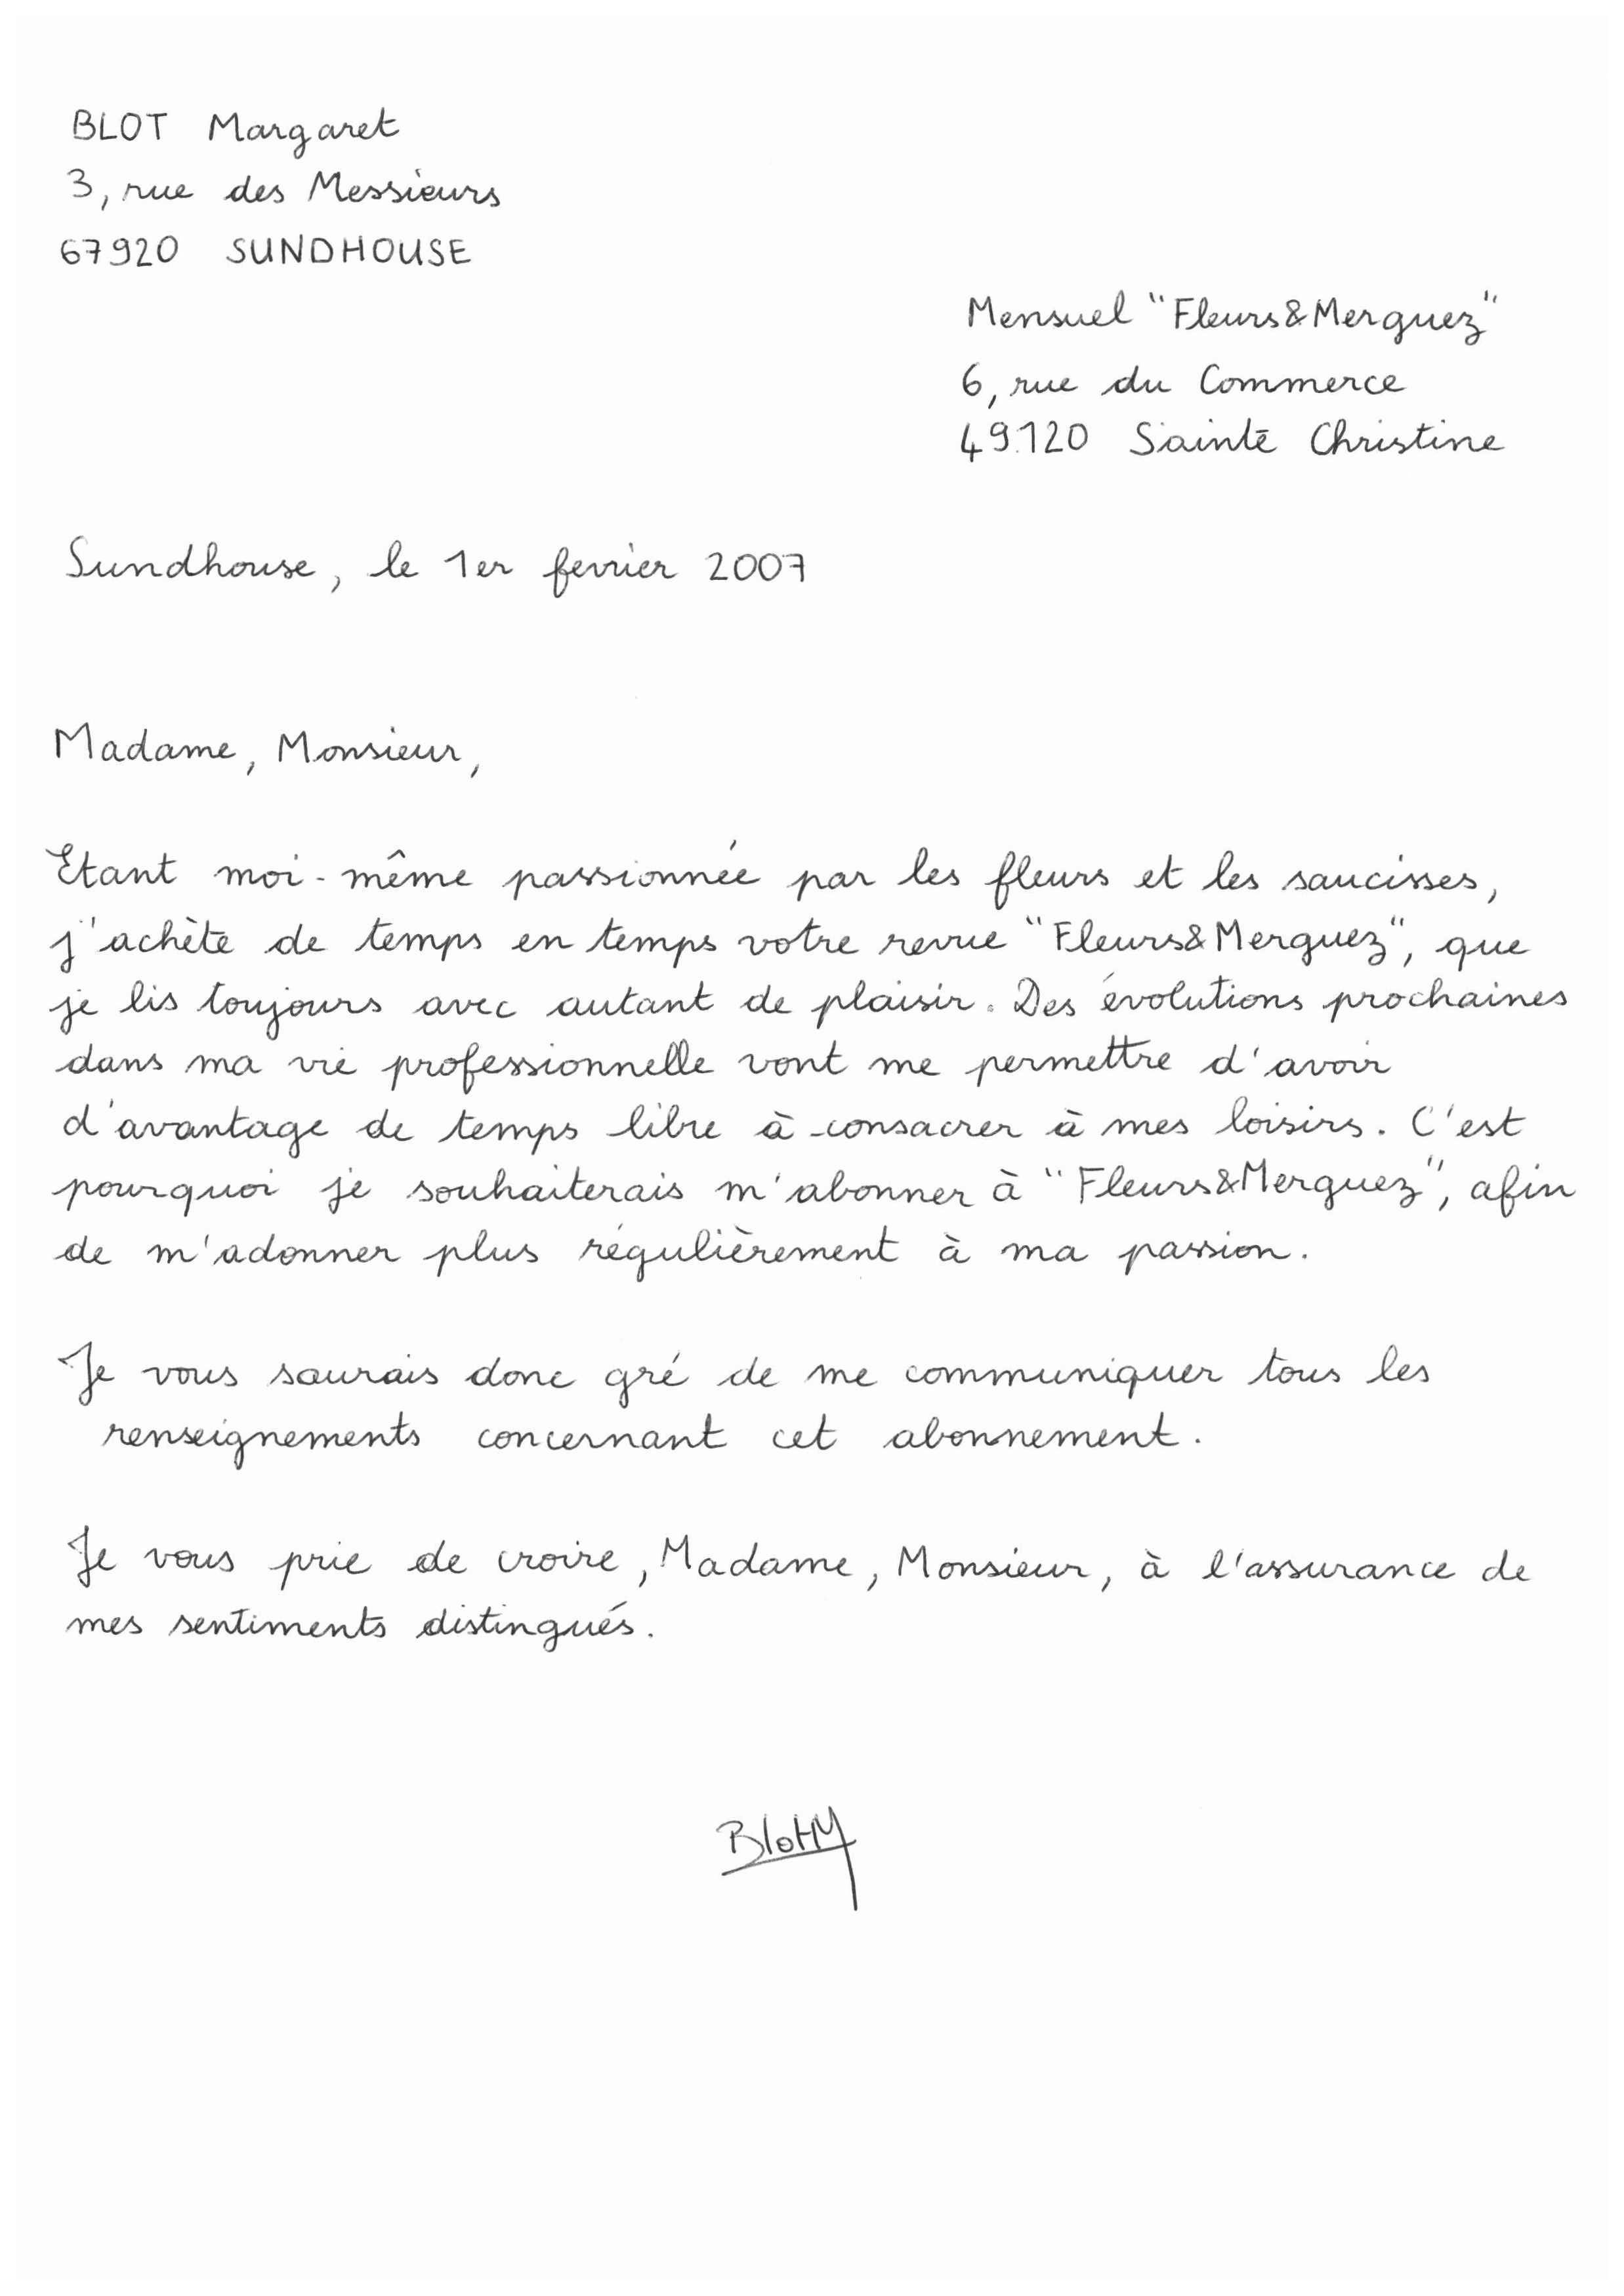 BLOT Margaret
3, rue des Messieurs
67920 SUNDHOUSE
Mensuel "Fleurs&Merguez"
6, rue du Commerce
49120 Sainte Christine
Sundhouse, le 1er fevrier 2007
Madame, Monsieur,
Etant moi-même passionnée par les fleurs et les saucisses,
j'achète de temps en temps votre revue "Fleurs&Merguez", que
je lis toujours avec autant de plaisir. Des évolutions prochaines
dans ma vie professionnelle vont me permettre d'avoir
d'avantage de temps libre à consacrer à mes loisirs. C'est
pourquoi je souhaiterais m'abonner à "Fleurs&Merguez", afin
de m'adonner plus régulièrement à ma passion.
Je vous saurais donc gré de me communiquer tous les
renseignements concernant cet abonnement.
Je vous prie de croire, Madame, Monsieur, à l'assurance de
mes sentiments distingués.
Blot M